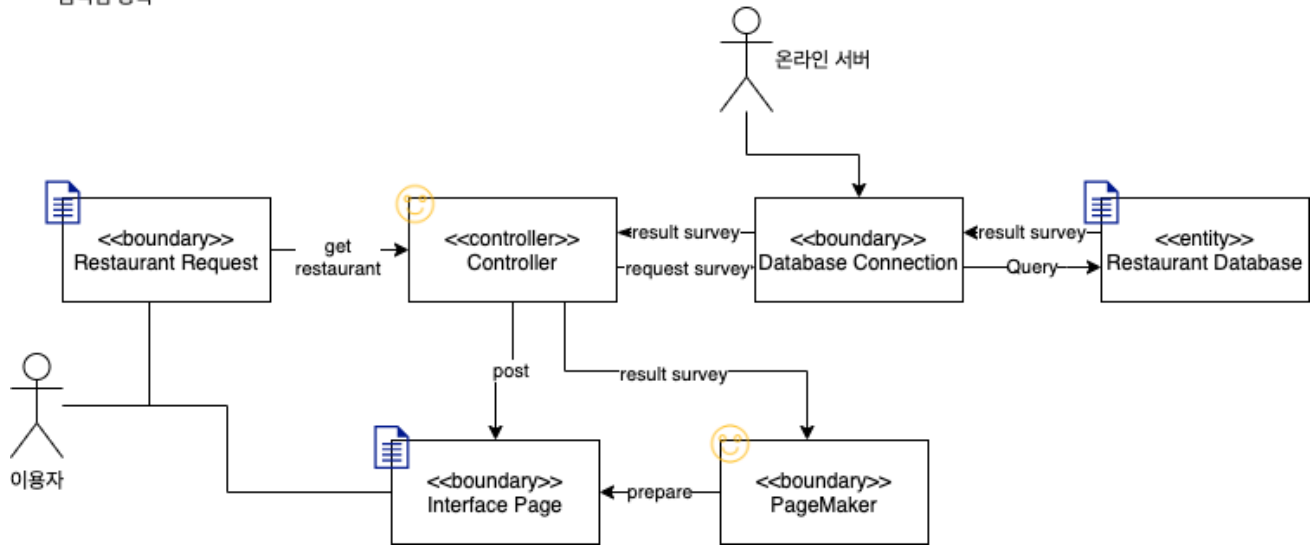 온라인 서버
<<boundary>>
Restaurant Request
get
restaurant
<<controller>>
Controller
result survey
request survey
<<boundary>>
Database Connection
result survey
Query
<<entity>>
Restaurant Database
post
result survey
이용자
<<boundary>>
Interface Page
prepare
<<boundary>>
PageMaker